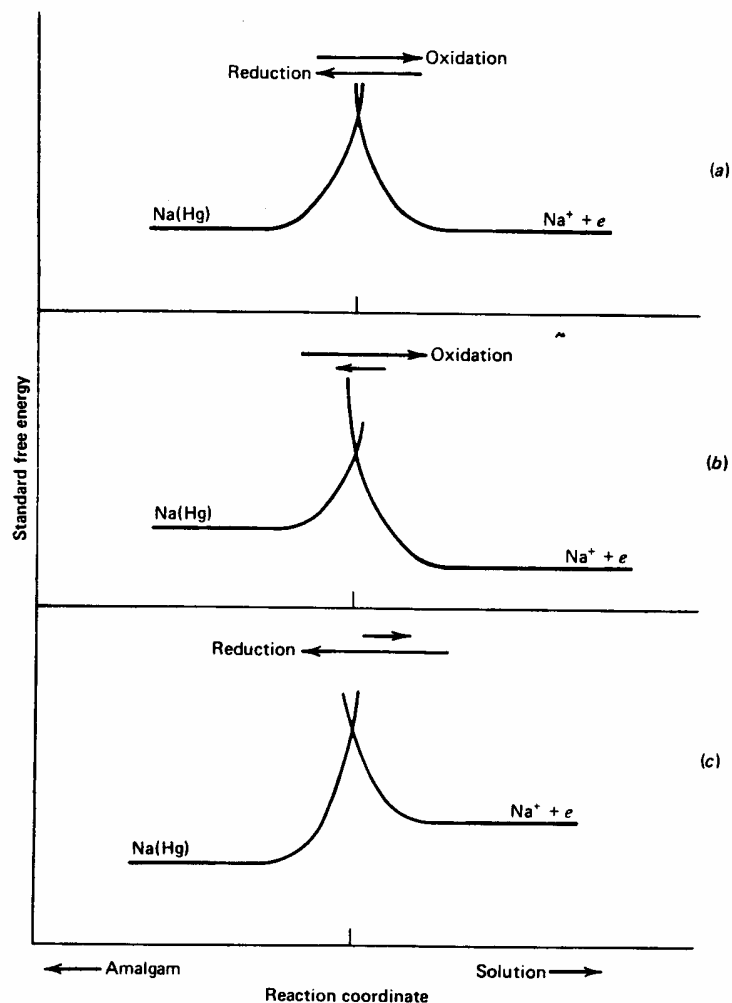 Oxidation
Reduction
(a)
Na(Hg)
Na⁺ + e
Oxidation
(b)
Na(Hg)
Na⁺ + e
Standard free energy
Reduction
(c)
Na⁺ + e
Na(Hg)
Amalgam
Solution
Reaction coordinate